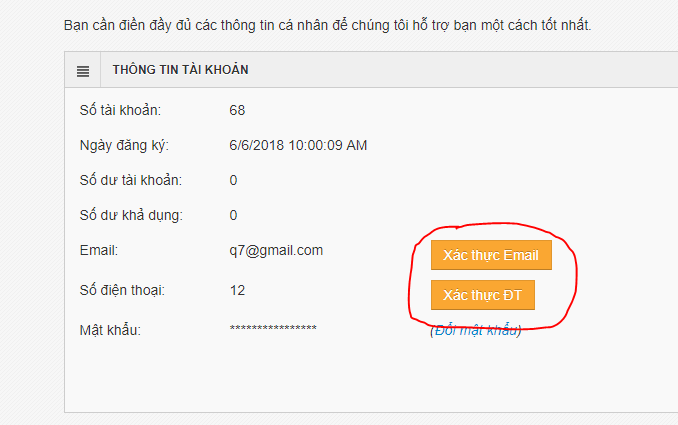 Bạn cần điền đầy đủ các thông tin cá nhân để chúng tôi hỗ trợ bạn một cách tốt nhất.
THÔNG TIN TÀI KHOẢN
Số tài khoản: 68
Ngày đăng ký: 6/6/2018 10:00:09 AM
Số dư tài khoản: 0
Số dư khả dụng: 0
Email: q7@gmail.com Xác thực Email
Số điện thoại: 12 Xác thực ĐT
Mật khẩu: **************** (Đổi mật khẩu)